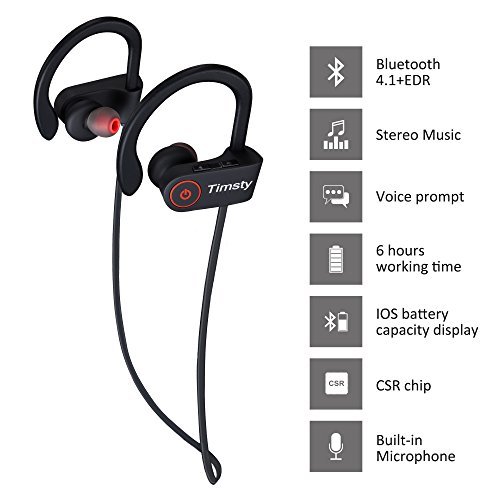 Timsty
Bluetooth
4.1+EDR
Stereo Music
Voice prompt
6 hours
working time
IOS battery
capacity display
CSR
CSR chip
Built-in
Microphone